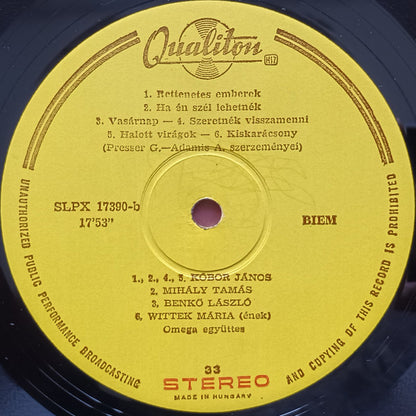 Qualiton
MHV
1. Rettenetes emberek
2. Ha én szél lehetnék
3. Vasárnap — 4. Szeretnék visszamenni
5. Halott virágok — 6. Kiskarácsony
(Presser G.—Adamis A. szerzeményei)
SLPX 17390-b
17'53"
BIEM
1., 2., 4., 5, KÓBOR JÁNOS
2. MIHÁLY TAMÁS
3, BENKŐ LÁSZLÓ
6, WITTEK MÁRIA (ének)
Omega együttes
33
STEREO
MADE IN HUNGARY
UNAUTHORIZED PUBLIC PERFORMANCE BROADCASTING
AND COPYING OF THIS RECORD IS PROHIBITED